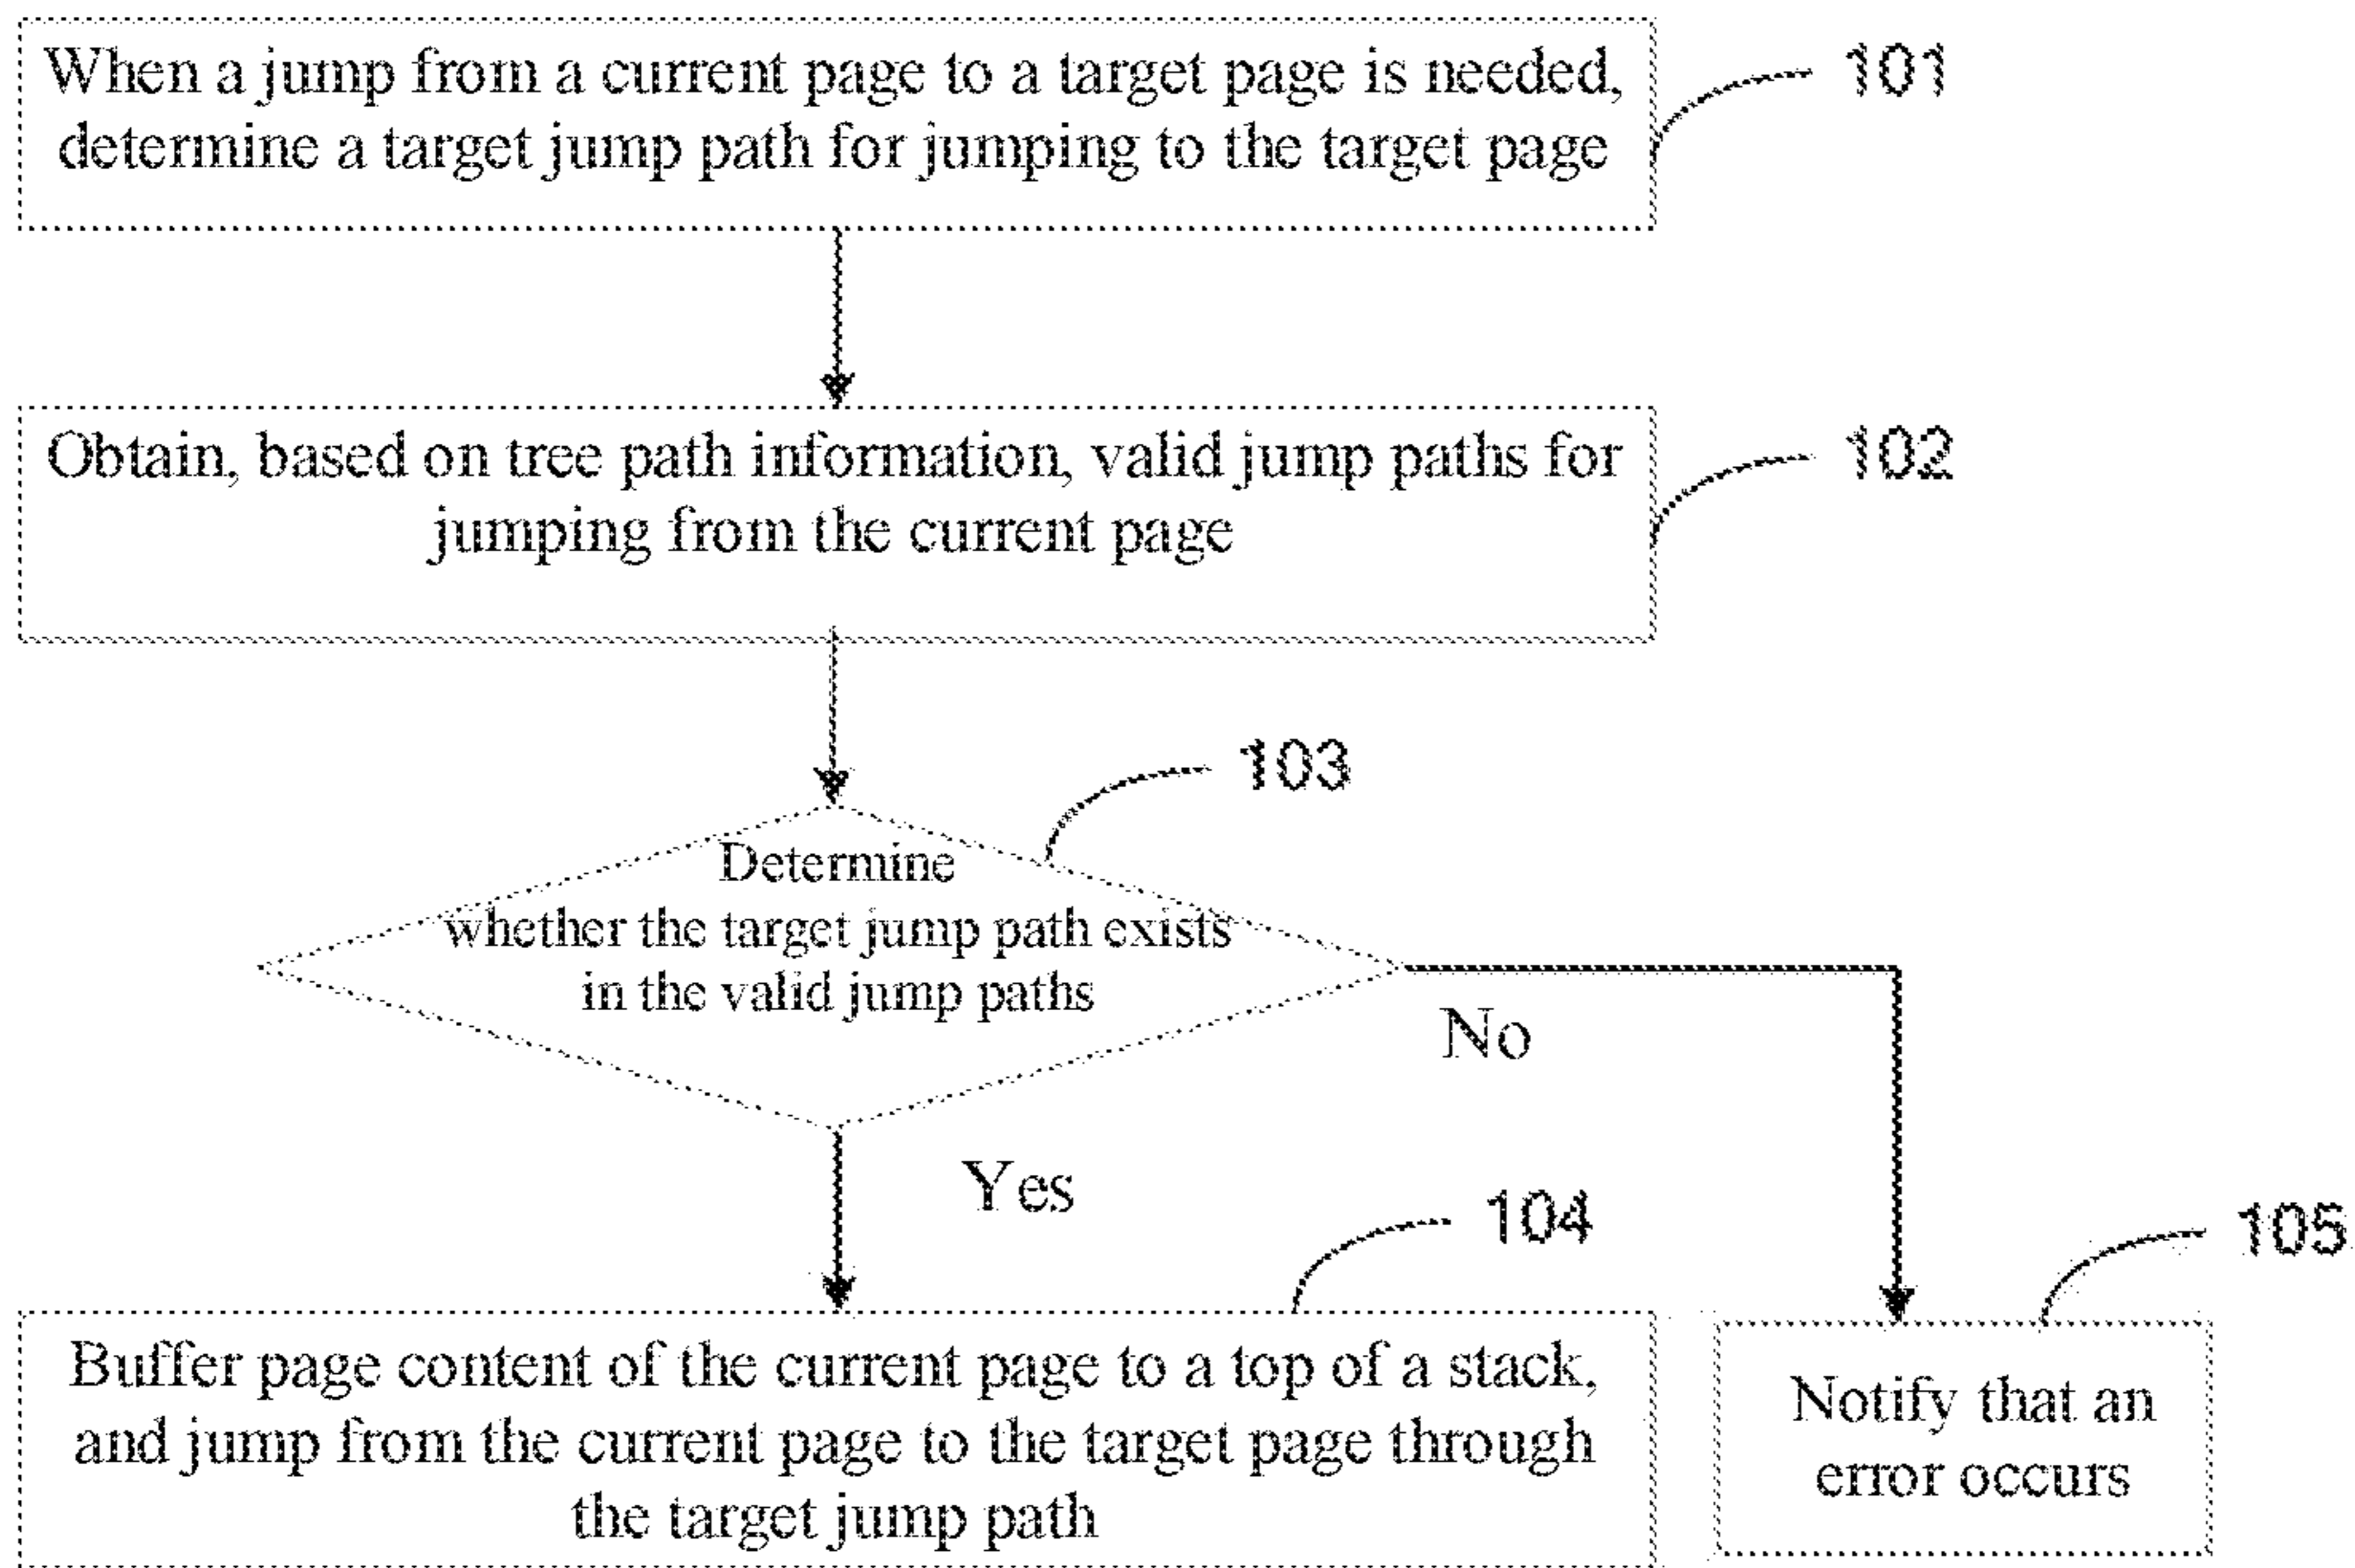 When a jump from a current page to a target page is needed,
determine a target jump path for jumping to the target page
101
Obtain, based on tree path information, valid jump paths for
jumping from the current page
102
103
Determine
whether the target jump path exists
in the valid jump paths
No
Yes
104
105
Buffer page content of the current page to a top of a stack,
and jump from the current page to the target page through
the target jump path
Notify that an
error occurs